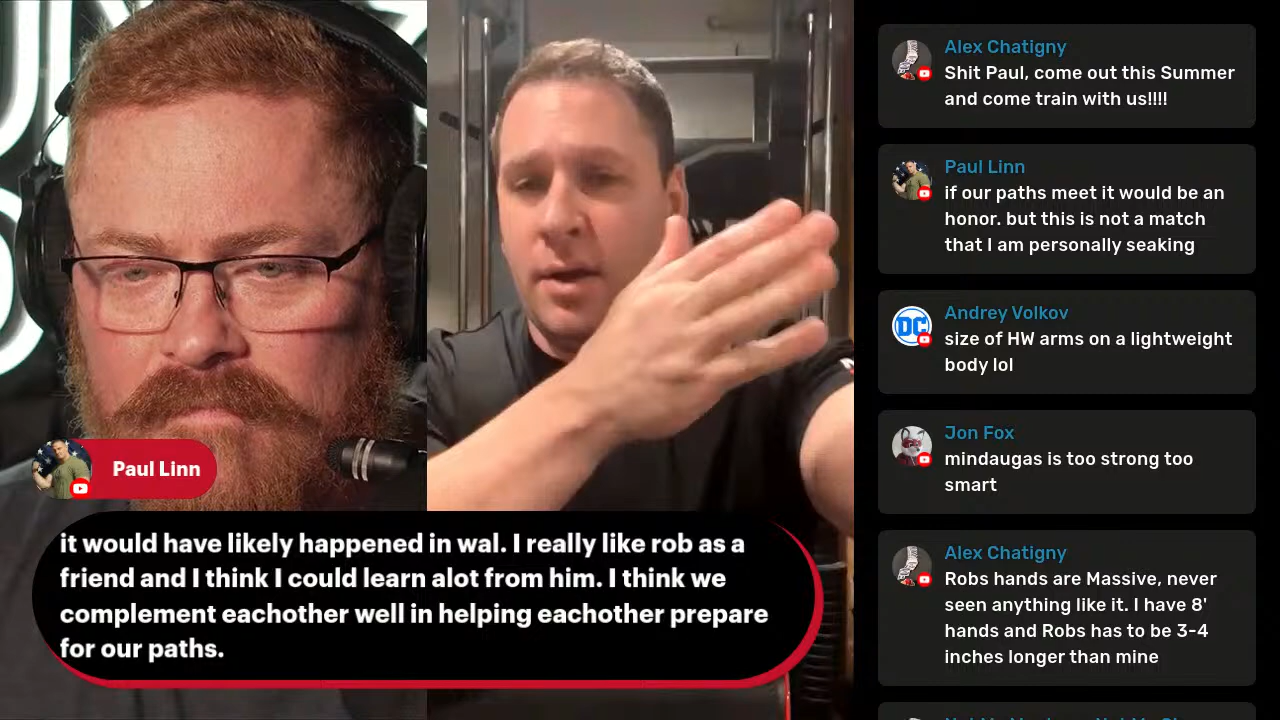 Paul Linn
it would have likely happened in wal. I really like rob as a
friend and I think I could learn alot from him. I think we
complement eachother well in helping eachother prepare
for our paths.
Alex Chatigny
Shit Paul, come out this Summer
and come train with us!!!!
Paul Linn
if our paths meet it would be an
honor. but this is not a match
that I am personally seaking
DC
Andrey Volkov
size of HW arms on a lightweight
body lol
Jon Fox
mindaugas is too strong too
smart
Alex Chatigny
Robs hands are Massive, never
seen anything like it. I have 8'
hands and Robs has to be 3-4
inches longer than mine